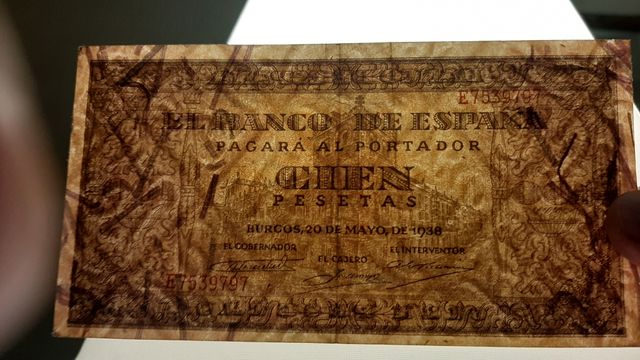 E7539797
EL BANCO DE ESPAÑA
PAGARÁ AL PORTADOR
CIEN
PESETAS
BURGOS, 20 DE MAYO, DE 1938
EL GOBERNADOR
EL CAJERO
EL INTERVENTOR
E7539797